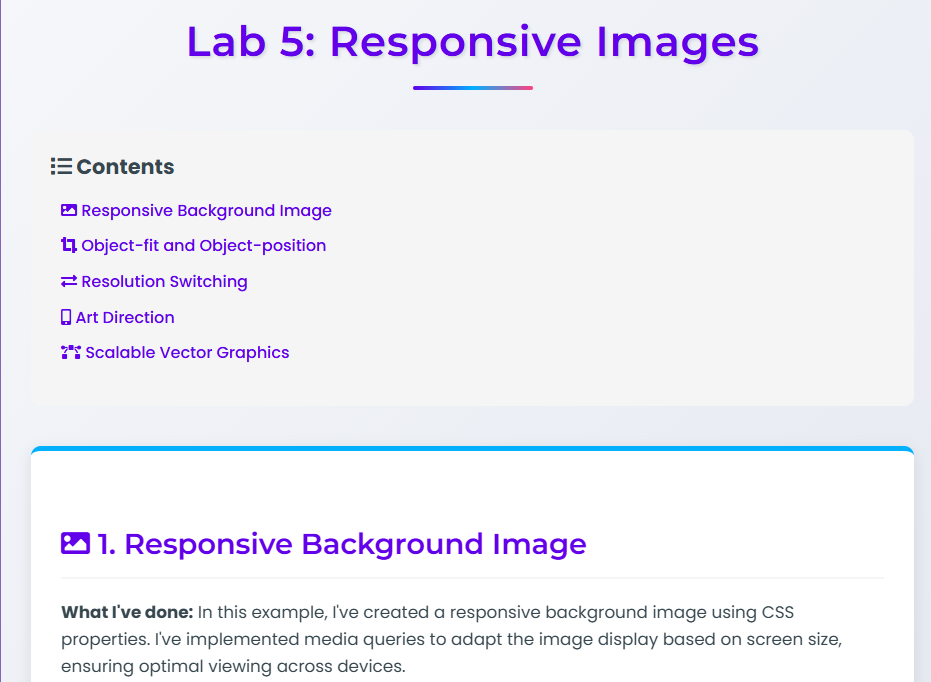 Lab 5: Responsive Images
Contents
Responsive Background Image
Object-fit and Object-position
Resolution Switching
Art Direction
Scalable Vector Graphics
1. Responsive Background Image
What I've done: In this example, I've created a responsive background image using CSS
properties. I've implemented media queries to adapt the image display based on screen size,
ensuring optimal viewing across devices.